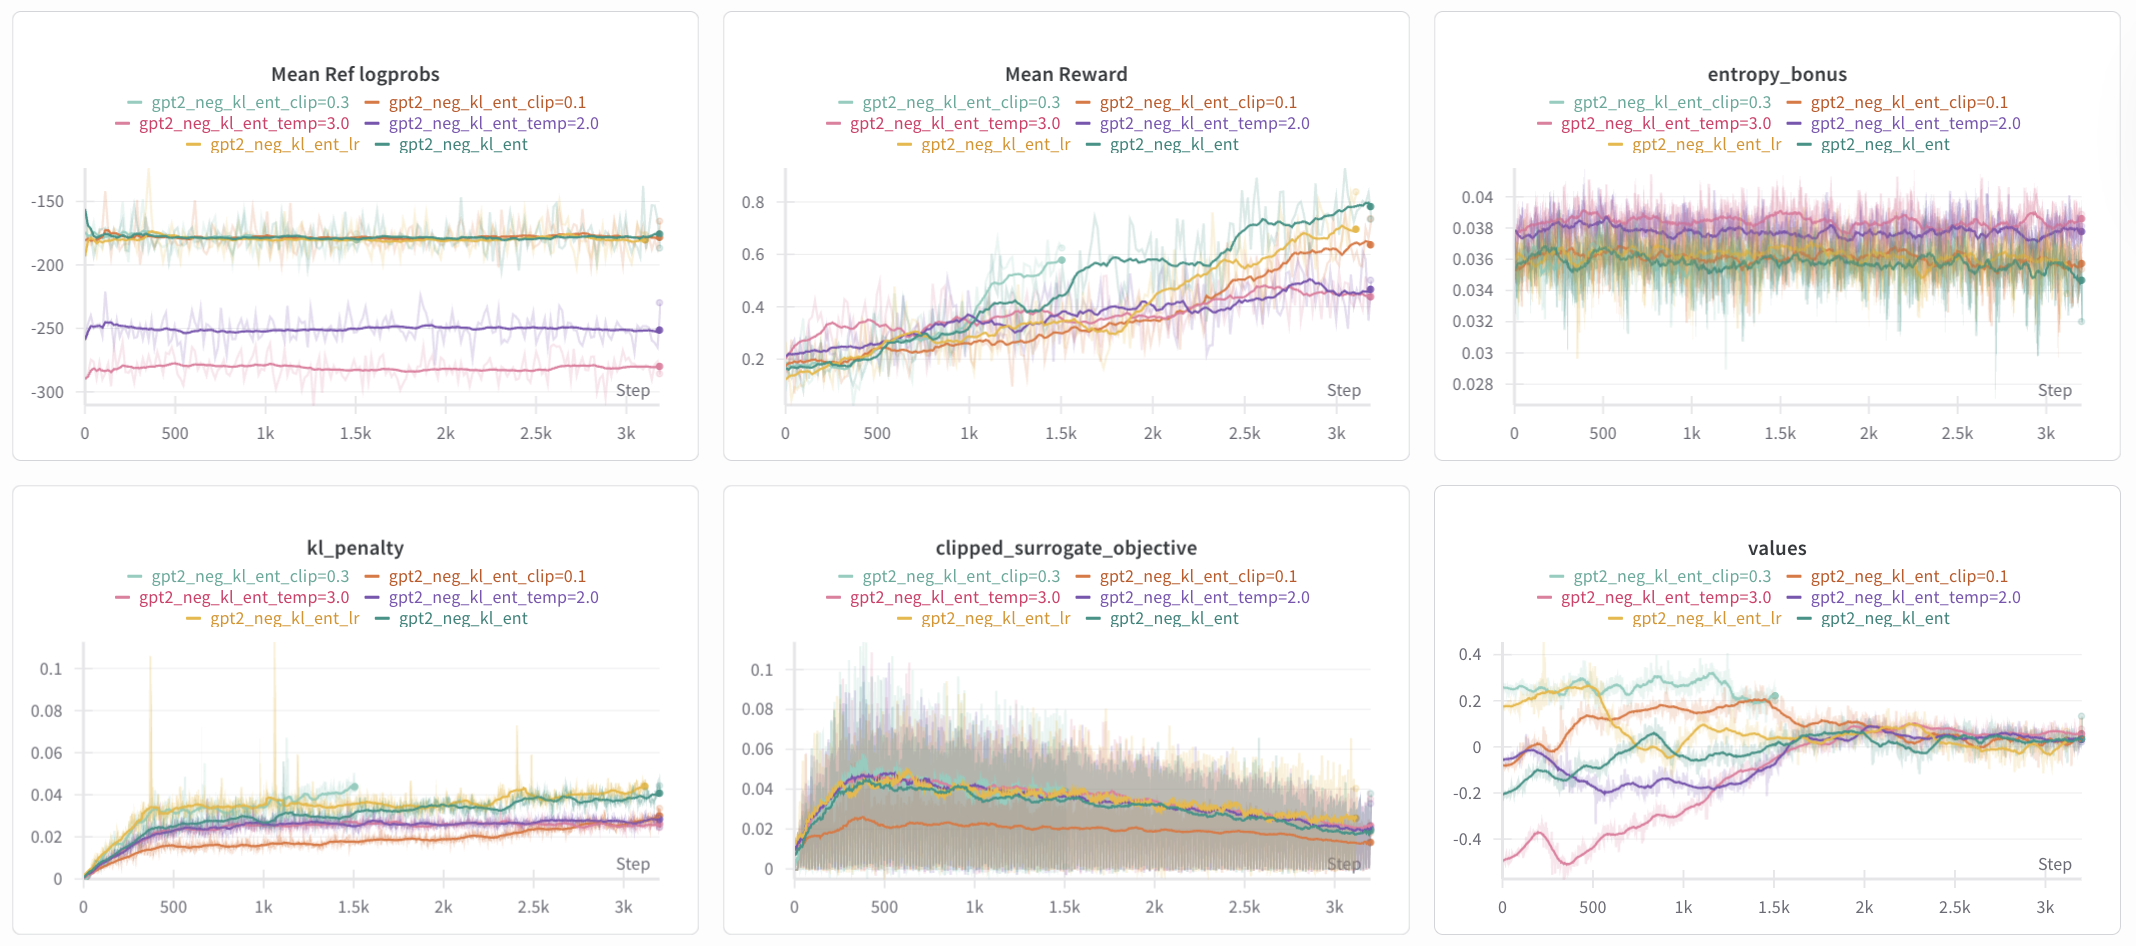 Mean Ref logprobs
gpt2_neg_kl_ent_clip=0.3 gpt2_neg_kl_ent_clip=0.1
gpt2_neg_kl_ent_temp=3.0 gpt2_neg_kl_ent_temp=2.0
gpt2_neg_kl_ent_lr gpt2_neg_kl_ent
-150
-200
-250
-300
Step
0 500 1k 1.5k 2k 2.5k 3k
Mean Reward
gpt2_neg_kl_ent_clip=0.3 gpt2_neg_kl_ent_clip=0.1
gpt2_neg_kl_ent_temp=3.0 gpt2_neg_kl_ent_temp=2.0
gpt2_neg_kl_ent_lr gpt2_neg_kl_ent
0.8
0.6
0.4
0.2
Step
0 500 1k 1.5k 2k 2.5k 3k
entropy_bonus
gpt2_neg_kl_ent_clip=0.3 gpt2_neg_kl_ent_clip=0.1
gpt2_neg_kl_ent_temp=3.0 gpt2_neg_kl_ent_temp=2.0
gpt2_neg_kl_ent_lr gpt2_neg_kl_ent
0.04
0.038
0.036
0.034
0.032
0.03
0.028
Step
0 500 1k 1.5k 2k 2.5k 3k
kl_penalty
gpt2_neg_kl_ent_clip=0.3 gpt2_neg_kl_ent_clip=0.1
gpt2_neg_kl_ent_temp=3.0 gpt2_neg_kl_ent_temp=2.0
gpt2_neg_kl_ent_lr gpt2_neg_kl_ent
0.1
0.08
0.06
0.04
0.02
0
Step
0 500 1k 1.5k 2k 2.5k 3k
clipped_surrogate_objective
gpt2_neg_kl_ent_clip=0.3 gpt2_neg_kl_ent_clip=0.1
gpt2_neg_kl_ent_temp=3.0 gpt2_neg_kl_ent_temp=2.0
gpt2_neg_kl_ent_lr gpt2_neg_kl_ent
0.1
0.08
0.06
0.04
0.02
0
Step
0 500 1k 1.5k 2k 2.5k 3k
values
gpt2_neg_kl_ent_clip=0.3 gpt2_neg_kl_ent_clip=0.1
gpt2_neg_kl_ent_temp=3.0 gpt2_neg_kl_ent_temp=2.0
gpt2_neg_kl_ent_lr gpt2_neg_kl_ent
0.4
0.2
0
-0.2
-0.4
Step
0 500 1k 1.5k 2k 2.5k 3k